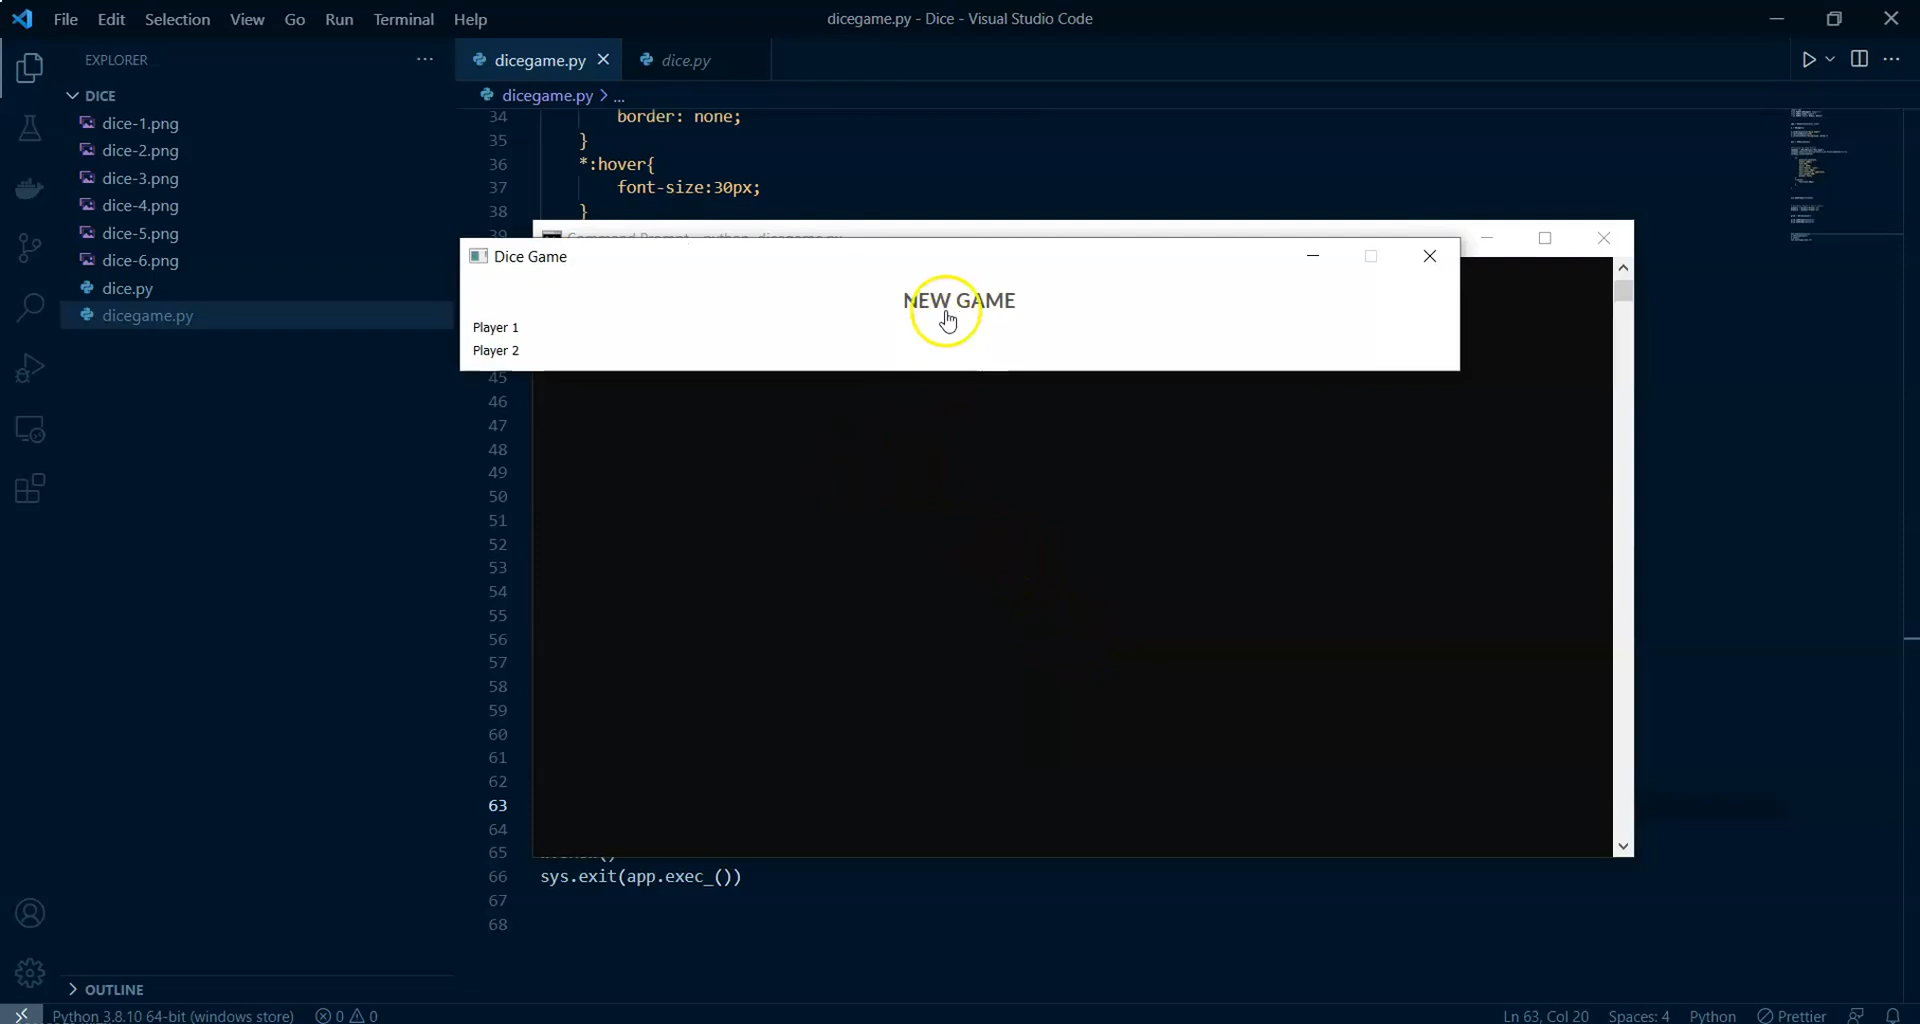 File Edit Selection View Go Run Terminal Help
dicegame.py - Dice - Visual Studio Code
EXPLORER
DICE
dice-1.png
dice-2.png
dice-3.png
dice-4.png
dice-5.png
dice-6.png
dice.py
dicegame.py
OUTLINE
dicegame.py dice.py
dicegame.py > ...
34 border: none;
35 }
36 *:hover{
37 font-size:30px;
38 }
39
Command Prompt - python dicegame.py
Dice Game
NEW GAME
Player 1
Player 2
45
46
47
48
49
50
51
52
53
54
55
56
57
58
59
60
61
62
63
64
65
66 sys.exit(app.exec_())
67
68
Python 3.8.10 64-bit (windows store) 0 0 Ln 63, Col 20 Spaces: 4 Python Prettier